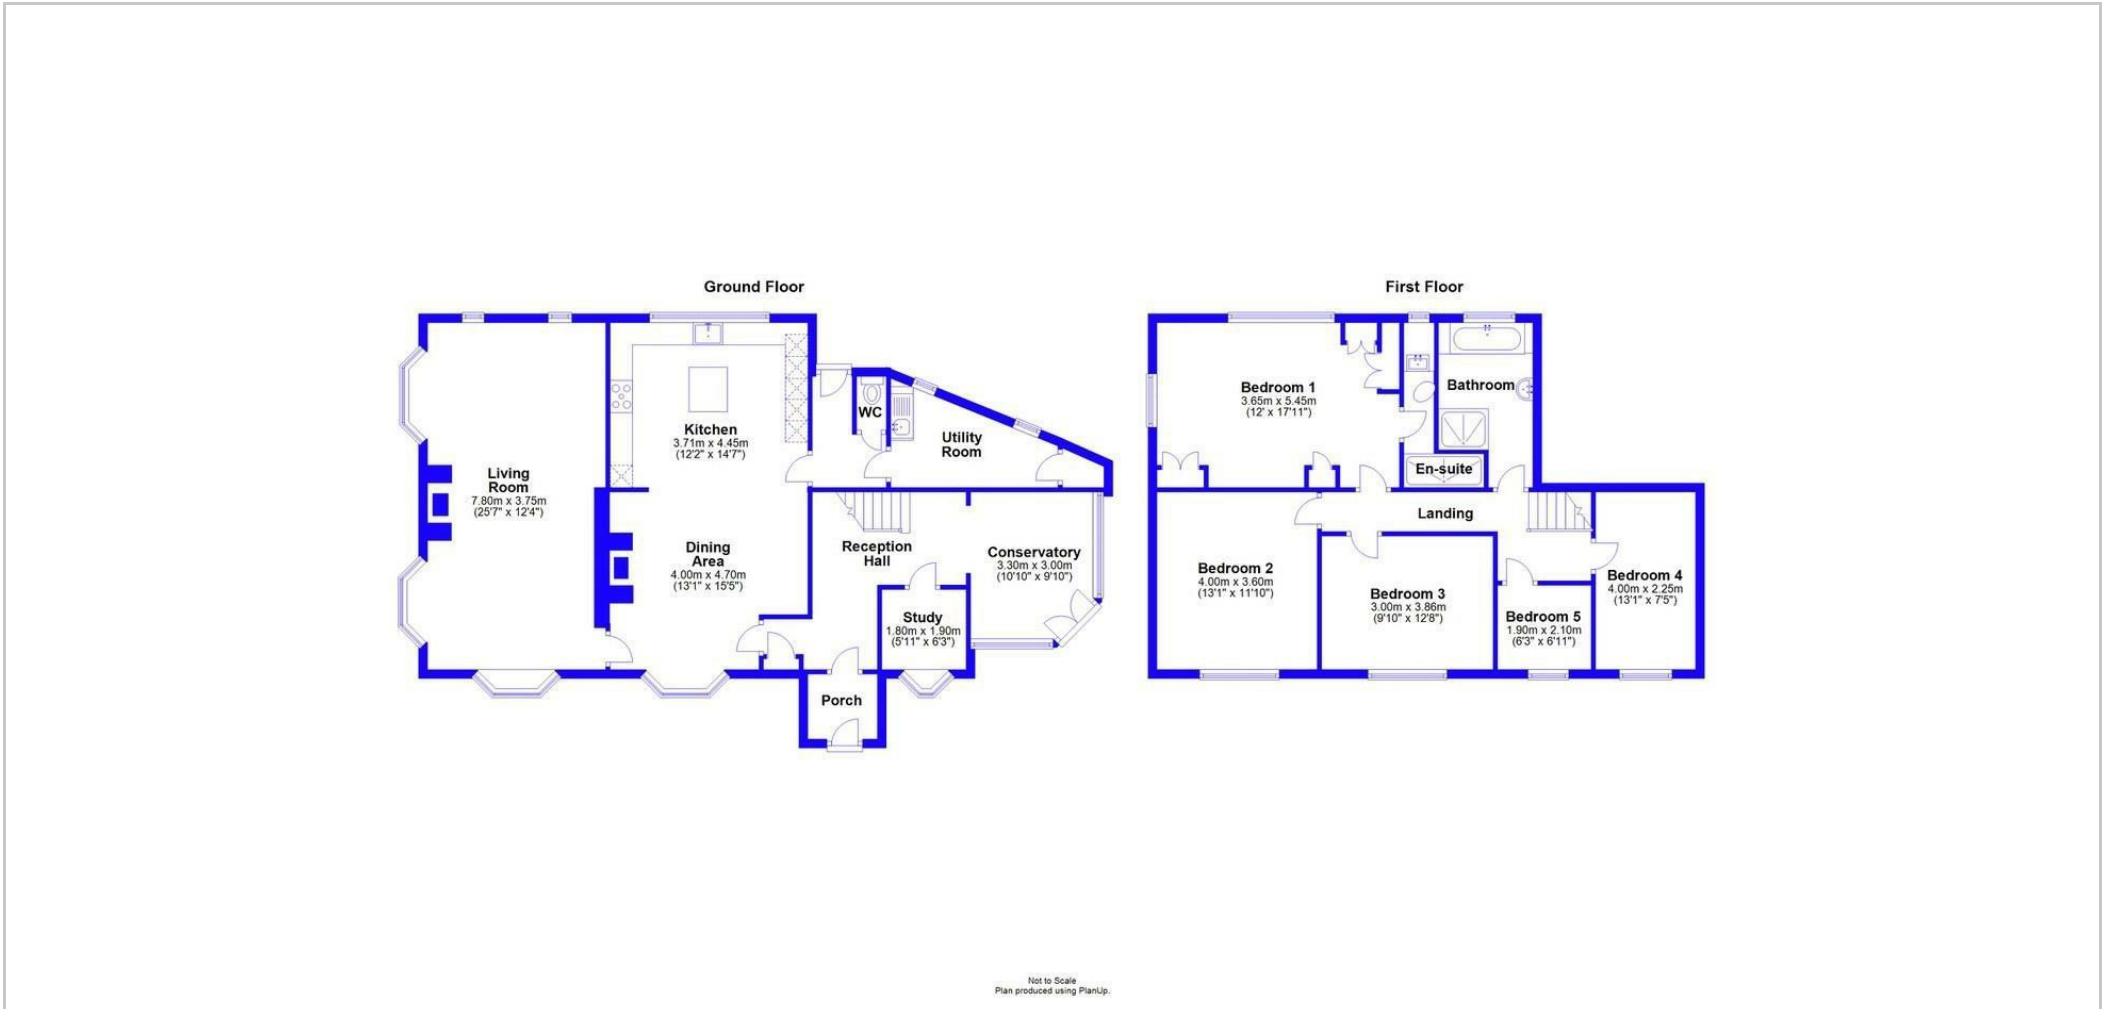 Ground Floor
Living
Room
7.80m x 3.75m
(25'7" x 12'4")
Kitchen
3.71m x 4.45m
(12'2" x 14'7")
WC
Utility
Room
Dining
Area
4.00m x 4.70m
(13'1" x 15'5")
Reception
Hall
Conservatory
3.30m x 3.00m
(10'10" x 9'10")
Study
1.80m x 1.90m
(5'11" x 6'3")
Porch
First Floor
Bedroom 1
3.65m x 5.45m
(12' x 17'11")
Bathroom
En-suite
Landing
Bedroom 2
4.00m x 3.60m
(13'1" x 11'10")
Bedroom 3
3.00m x 3.86m
(9'10" x 12'8")
Bedroom 4
4.00m x 2.25m
(13'1" x 7'5")
Bedroom 5
1.90m x 2.10m
(6'3" x 6'11")
Not to Scale
Plan produced using PlanUp.